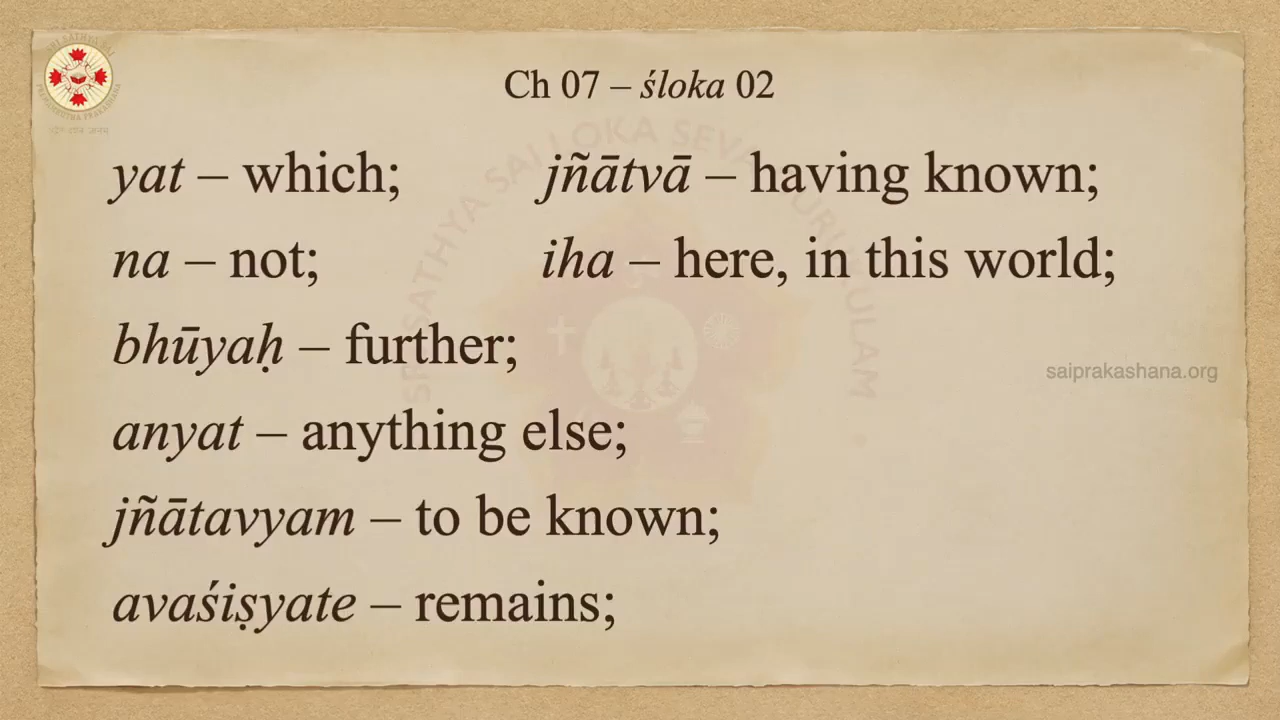 Ch 07 – śloka 02
yat – which; jñātvā – having known;
na – not; iha – here, in this world;
bhūyaḥ – further;
saiprakashana.org
anyat – anything else;
jñātavyam – to be known;
avaśiṣyate – remains;